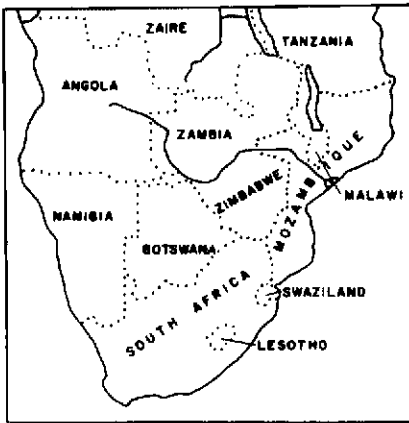 ZAIRE
TANZANIA
ANGOLA
ZAMBIA
MALAWI
MOZAMBIQUE
ZIMBABWE
NAMIBIA
BOTSWANA
SWAZILAND
SOUTH AFRICA
LESOTHO